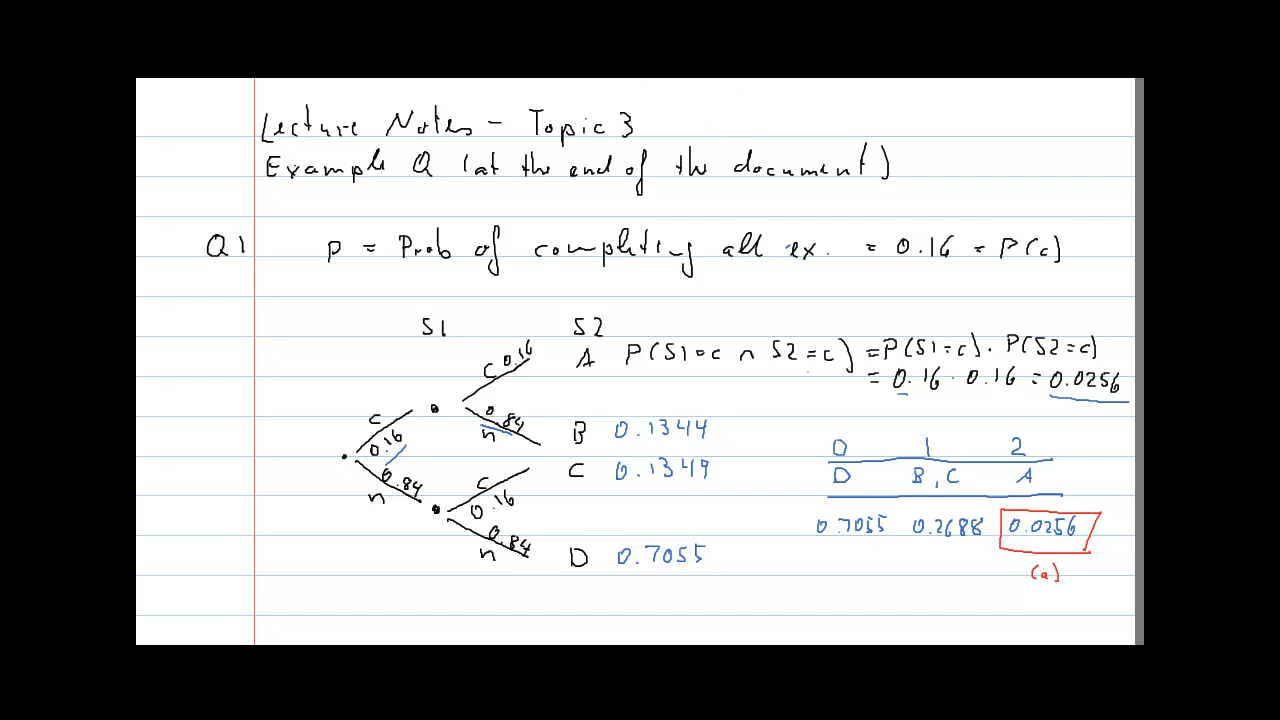 Lecture Notes - Topic 3
Example Q (at the end of the document)
Q1 p = Prob of completing all ex. = 0.16 = P(c)
S1 S2
A P(S1=c ∩ S2=c) = P(S1=c) . P(S2=c)
= 0.16 . 0.16 = 0.0256
c 0.16
0.84 n
B 0.1344
c 0.16
0.84 n
c 0.16
C 0.1344
0.84 n
D 0.7055
0 1 2
D B, C A
0.7055 0.2688 0.0256
(a)